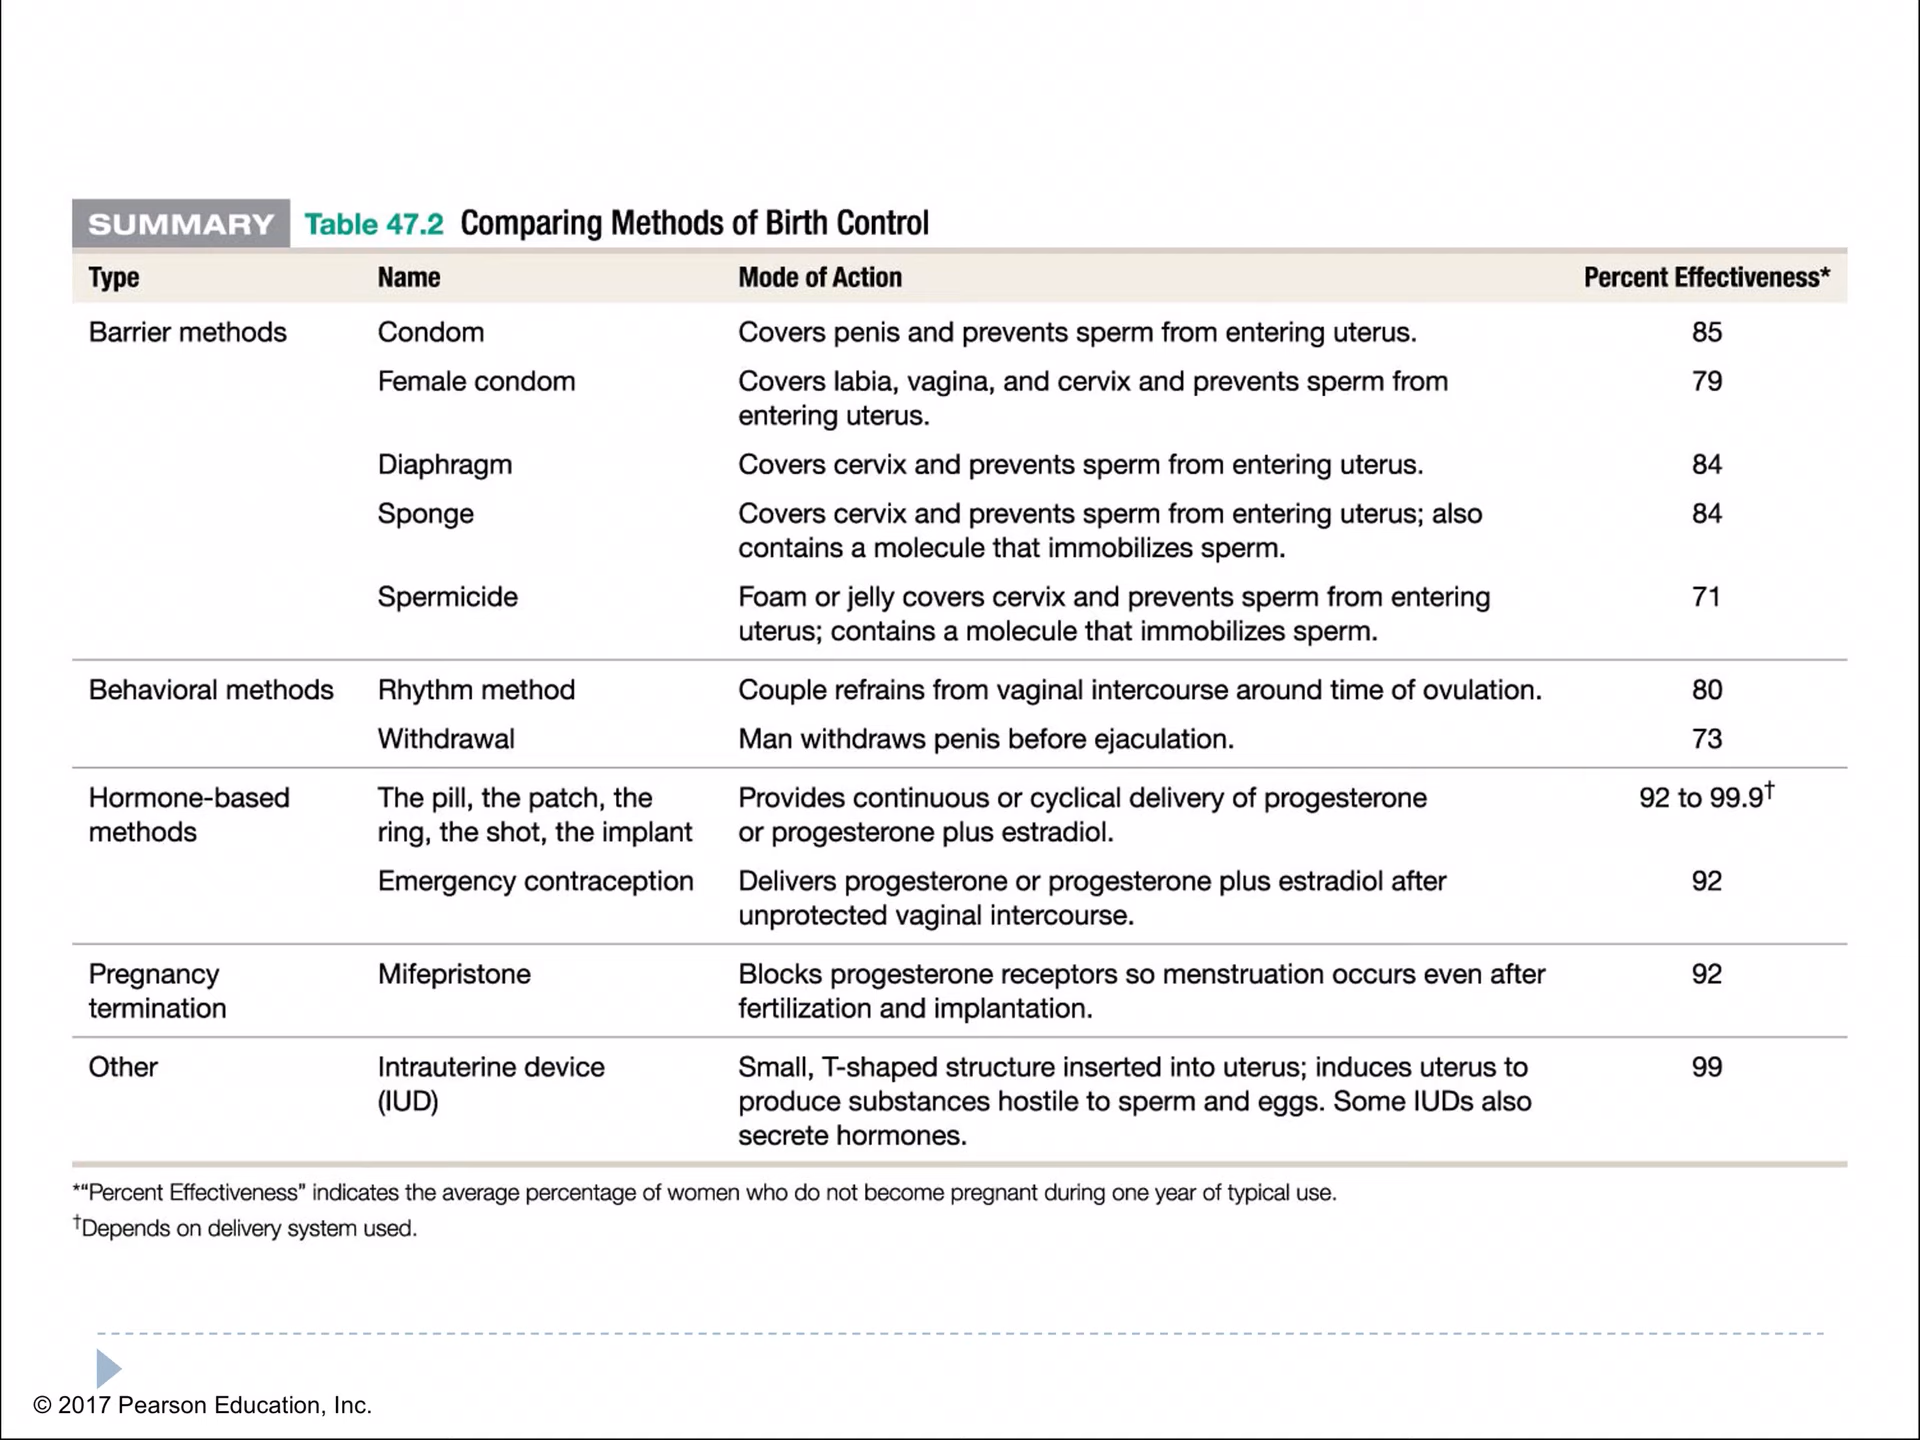 SUMMARY Table 47.2 Comparing Methods of Birth Control
Type Name Mode of Action Percent Effectiveness*
Barrier methods Condom Covers penis and prevents sperm from entering uterus. 85
Female condom Covers labia, vagina, and cervix and prevents sperm from 79
entering uterus.
Diaphragm Covers cervix and prevents sperm from entering uterus. 84
Sponge Covers cervix and prevents sperm from entering uterus; also 84
contains a molecule that immobilizes sperm.
Spermicide Foam or jelly covers cervix and prevents sperm from entering 71
uterus; contains a molecule that immobilizes sperm.
Behavioral methods Rhythm method Couple refrains from vaginal intercourse around time of ovulation. 80
Withdrawal Man withdraws penis before ejaculation. 73
Hormone-based The pill, the patch, the Provides continuous or cyclical delivery of progesterone 92 to 99.9†
methods ring, the shot, the implant or progesterone plus estradiol.
Emergency contraception Delivers progesterone or progesterone plus estradiol after 92
unprotected vaginal intercourse.
Pregnancy Mifepristone Blocks progesterone receptors so menstruation occurs even after 92
termination fertilization and implantation.
Other Intrauterine device Small, T-shaped structure inserted into uterus; induces uterus to 99
(IUD) produce substances hostile to sperm and eggs. Some IUDs also
secrete hormones.
*“Percent Effectiveness” indicates the average percentage of women who do not become pregnant during one year of typical use.
†Depends on delivery system used.
© 2017 Pearson Education, Inc.